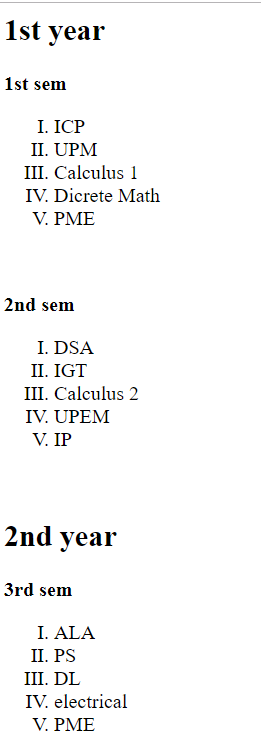 1st year
1st sem
I. ICP
II. UPM
III. Calculus 1
IV. Dicrete Math
V. PME
2nd sem
I. DSA
II. IGT
III. Calculus 2
IV. UPEM
V. IP
2nd year
3rd sem
I. ALA
II. PS
III. DL
IV. electrical
V. PME